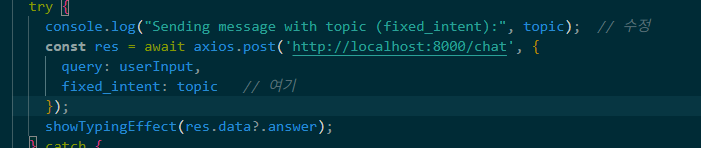 try {
console.log("Sending message with topic (fixed_intent):", topic);  // 수정
const res = await axios.post('http://localhost:8000/chat', {
query: userInput,
fixed_intent: topic   // 여기
});
showTypingEffect(res.data?.answer);
} catch {